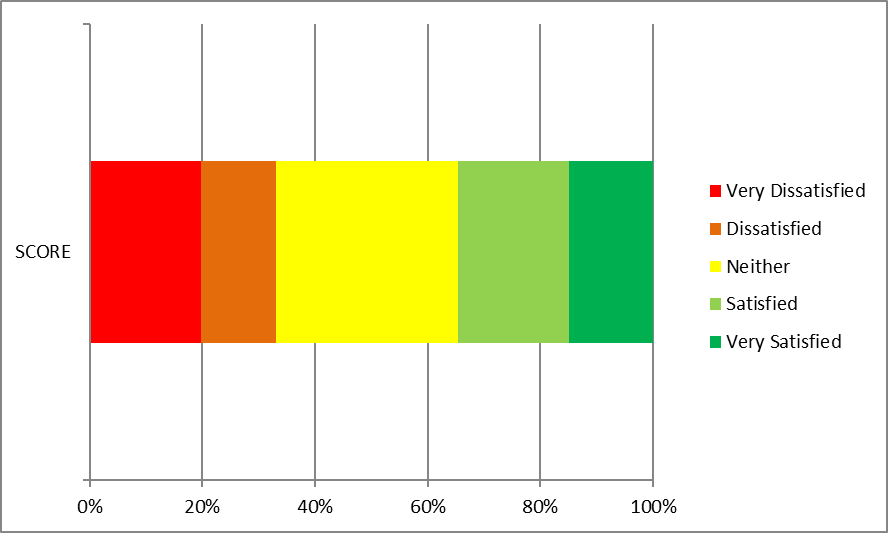 SCORE
0%
20%
40%
60%
80%
100%
Very Dissatisfied
Dissatisfied
Neither
Satisfied
Very Satisfied